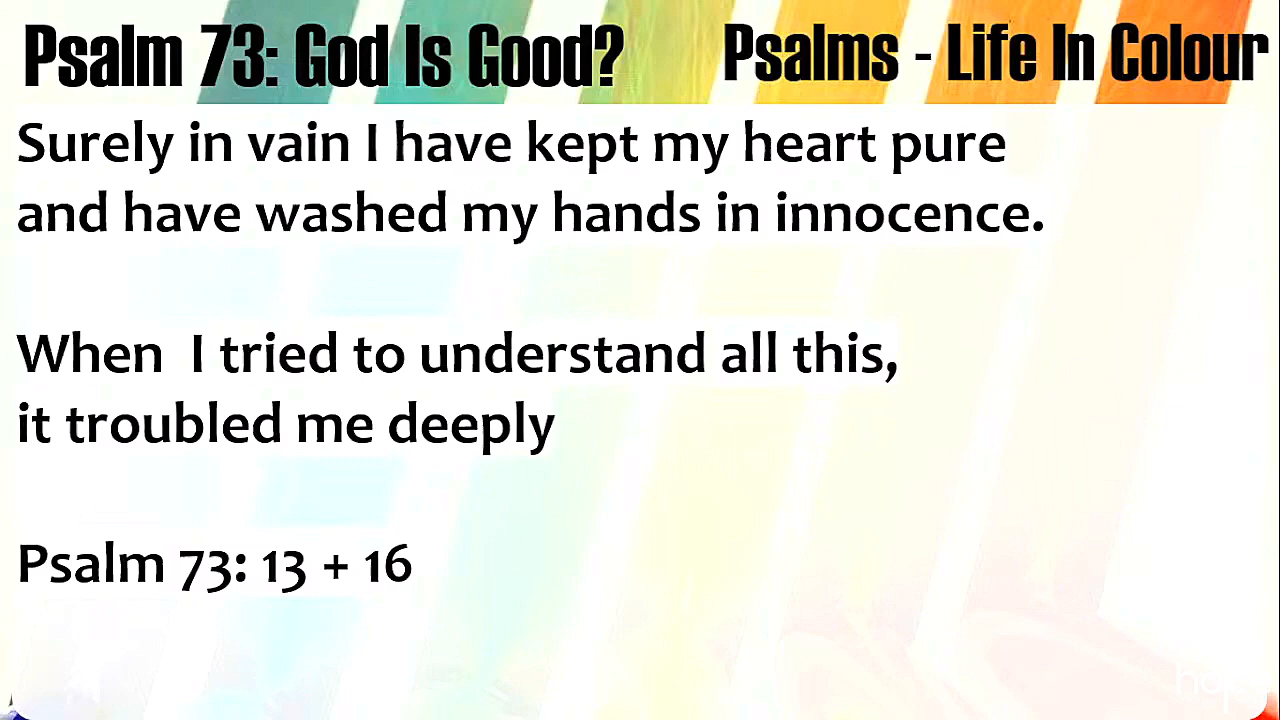 Psalm 73: God Is Good?
Psalms - Life In Colour
Surely in vain I have kept my heart pure
and have washed my hands in innocence.
When  I tried to understand all this,
it troubled me deeply
Psalm 73: 13 + 16